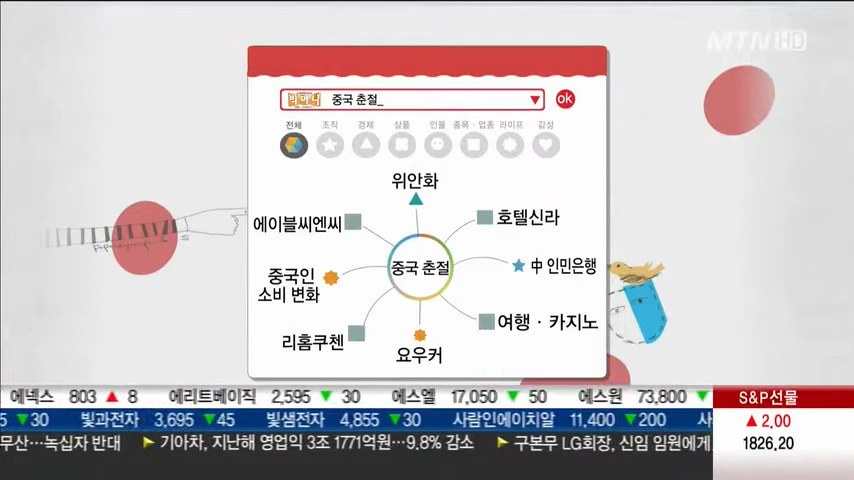 MTN HD
빅머니 중국 춘절_ ▼ ok
전체 조직 경제 상품 인물 종목·업종 라이프 감성
위안화
에이블씨엔씨
호텔신라
중국 춘절
中 인민은행
중국인
소비 변화
여행·카지노
리홈쿠첸
요우커
에넥스 803 ▲ 8 에리트베이직 2,595 ▼ 30 에스엘 17,050 ▼ 50 에스원 73,800 ▼
5 ▼30 빛과전자 3,695 ▼45 빛샘전자 4,855 ▼30 사람인에이치알 11,400 ▼200 사
무산…녹십자 반대 ▶ 기아차, 지난해 영업익 3조 1771억원…9.8% 감소 ▶ 구본무 LG회장, 신임 임원에게
S&P선물
▲ 2.00
1826.20